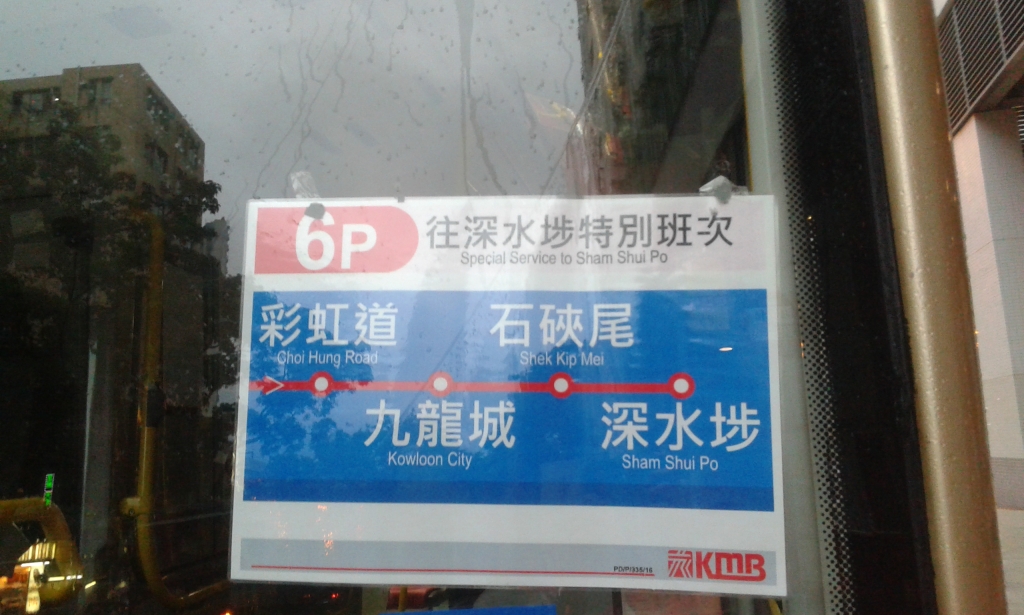 6P
往深水埗特別班次
Special Service to Sham Shui Po
彩虹道
Choi Hung Road
石硤尾
Shek Kip Mei
九龍城
Kowloon City
深水埗
Sham Shui Po
KMB